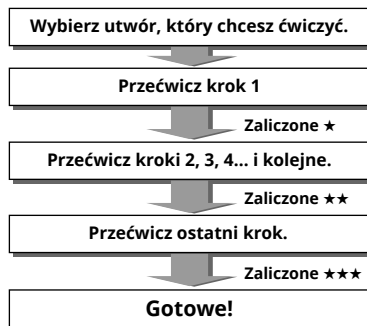 Wybierz utwór, który chcesz ćwiczyć.
Przećwicz krok 1
Zaliczone ★
Przećwicz kroki 2, 3, 4... i kolejne.
Zaliczone ★★
Przećwicz ostatni krok.
Zaliczone ★★★
Gotowe!